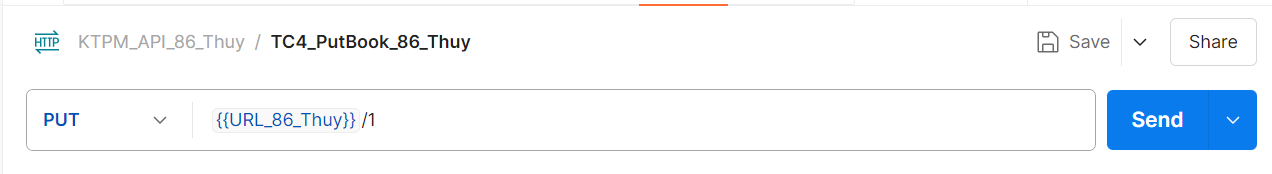 HTTP KTPM_API_86_Thuy / TC4_PutBook_86_Thuy Save Share
PUT {{URL_86_Thuy}}/1 Send